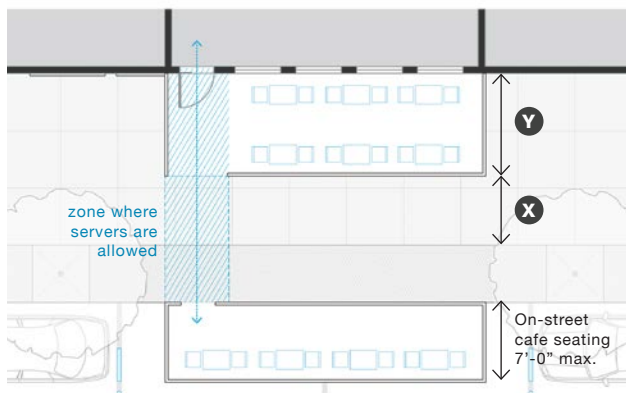 Y
X
zone where
servers are
allowed
On-street
cafe seating
7’-0” max.